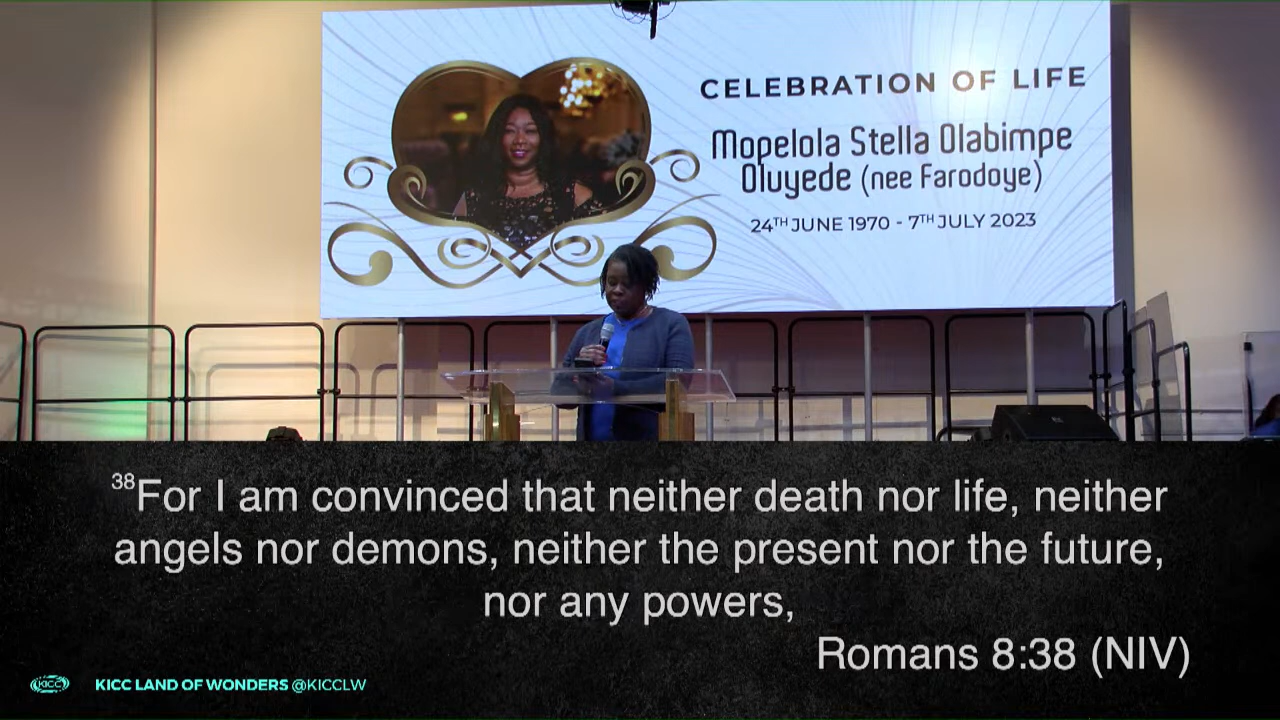 CELEBRATION OF LIFE
Mopelola Stella Olabimpe
Oluyede (nee Farodoye)
24TH JUNE 1970 - 7TH JULY 2023
38For I am convinced that neither death nor life, neither
angels nor demons, neither the present nor the future,
nor any powers,
Romans 8:38 (NIV)
KICC KICC LAND OF WONDERS @KICCLW